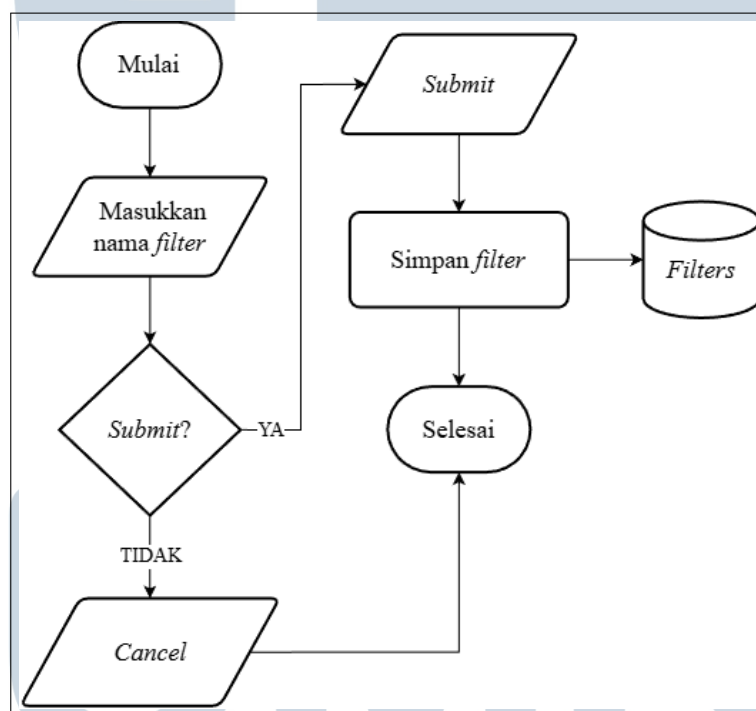 Mulai
Masukkan
nama filter
Submit?
YA
TIDAK
Cancel
Submit
Simpan filter
Filters
Selesai